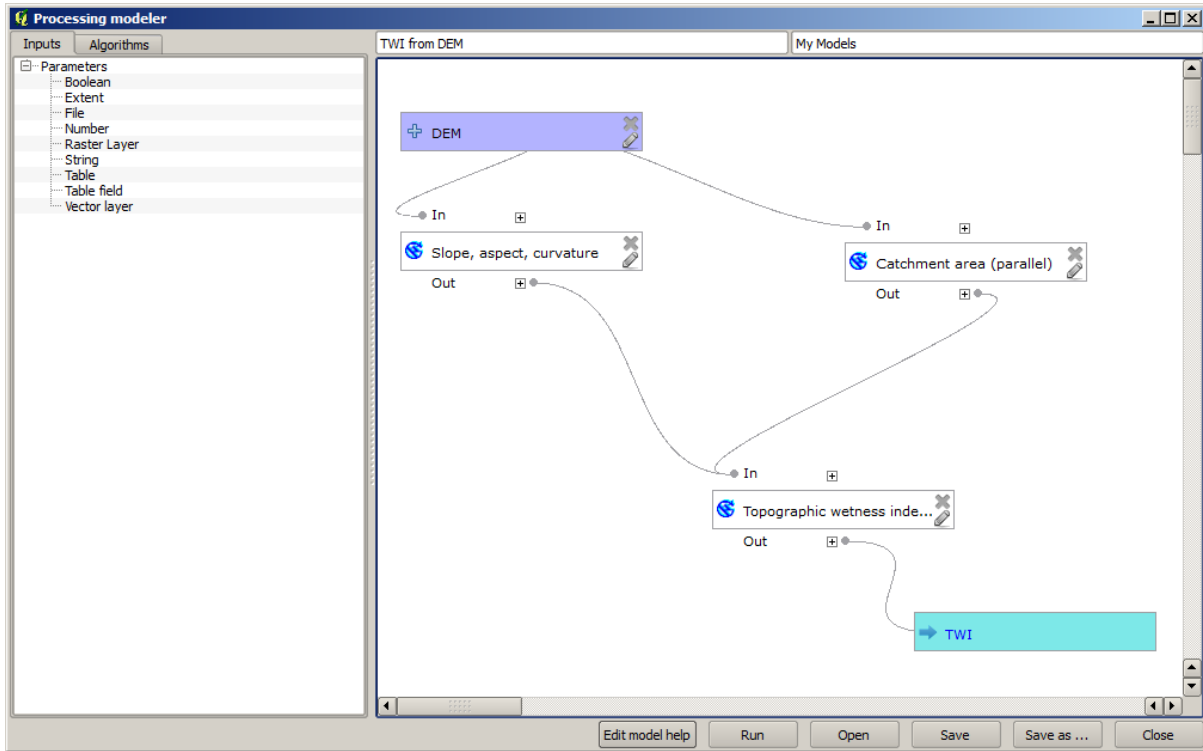 Processing modeler
Inputs
Algorithms
TWI from DEM
My Models
Parameters
Boolean
Extent
File
Number
Raster Layer
String
Table
Table field
Vector layer
DEM
In
Slope, aspect, curvature
Out
In
Catchment area (parallel)
Out
In
Topographic wetness inde...
Out
TWI
Edit model help
Run
Open
Save
Save as ...
Close